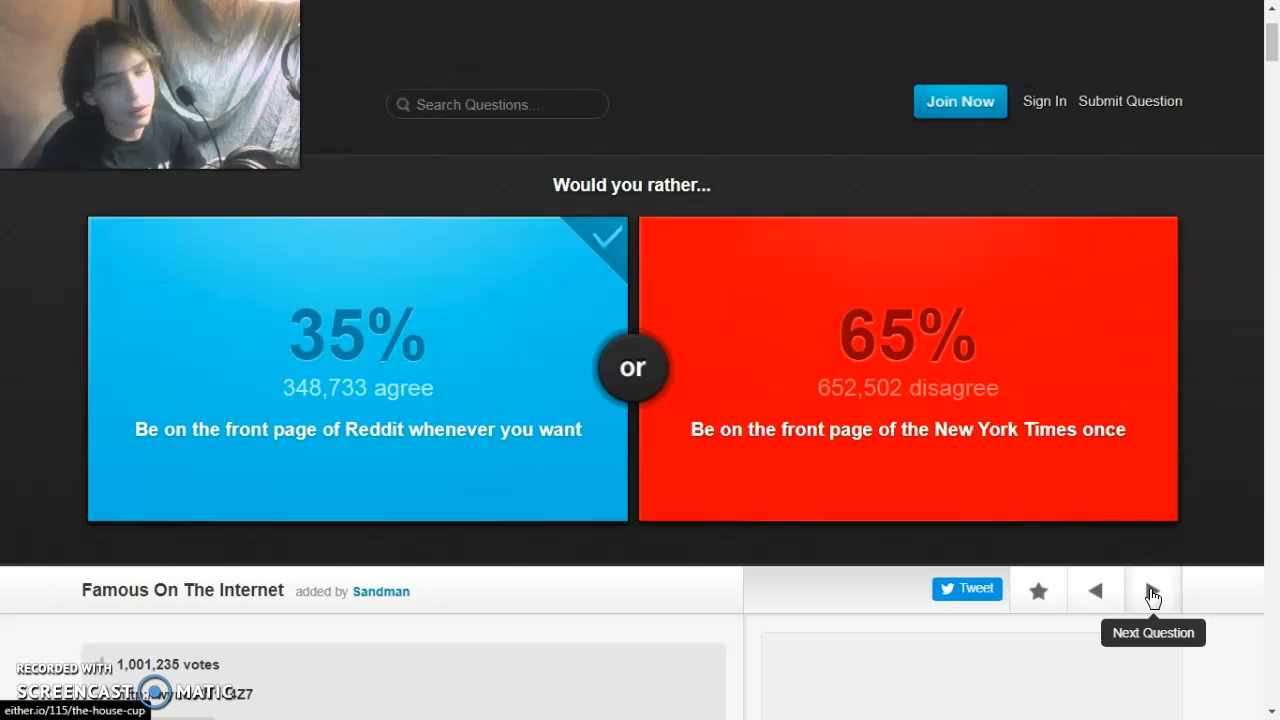 Search Questions...
Join Now
Sign In
Submit Question
Would you rather...
35%
348,733 agree
Be on the front page of Reddit whenever you want
or
65%
652,502 disagree
Be on the front page of the New York Times once
Famous On The Internet
added by Sandman
Tweet
Next Question
1,001,235 votes
RECORDED WITH
SCREENCAST MATIC
either.io/115/the-house-cup